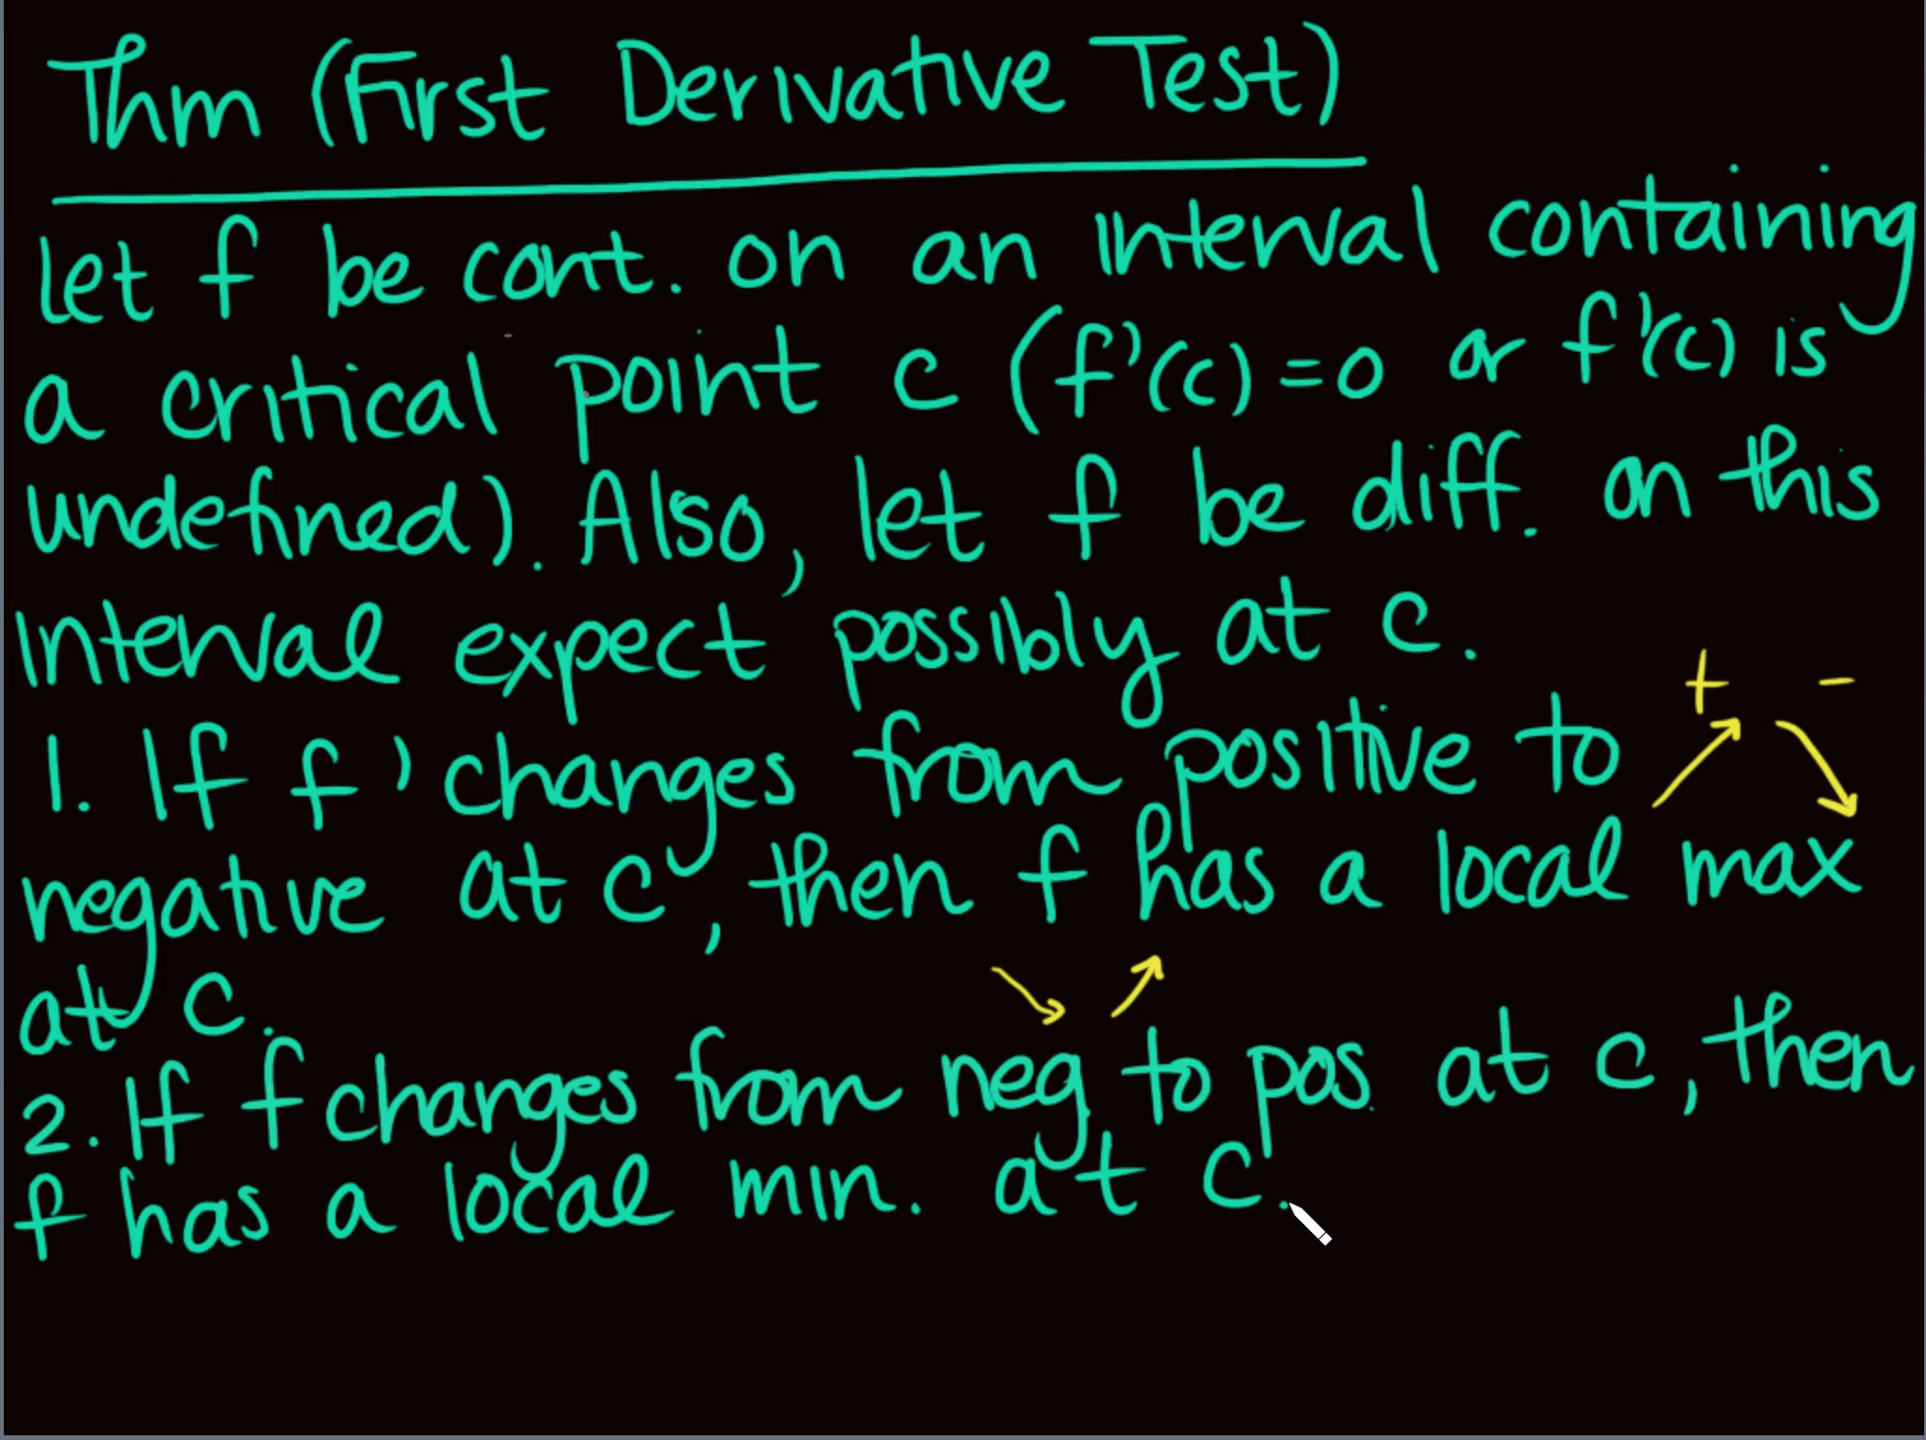 Thm (First Derivative Test)
let f be cont. on an interval containing
a critical point c (f'(c) = 0 or f'(c) is
undefined). Also, let f be diff. on this
interval expect possibly at c.
+ -
1. If f' changes from positive to
negative at c, then f has a local max
at c.
2. If f changes from neg to pos. at c, then
f has a local min. at c.